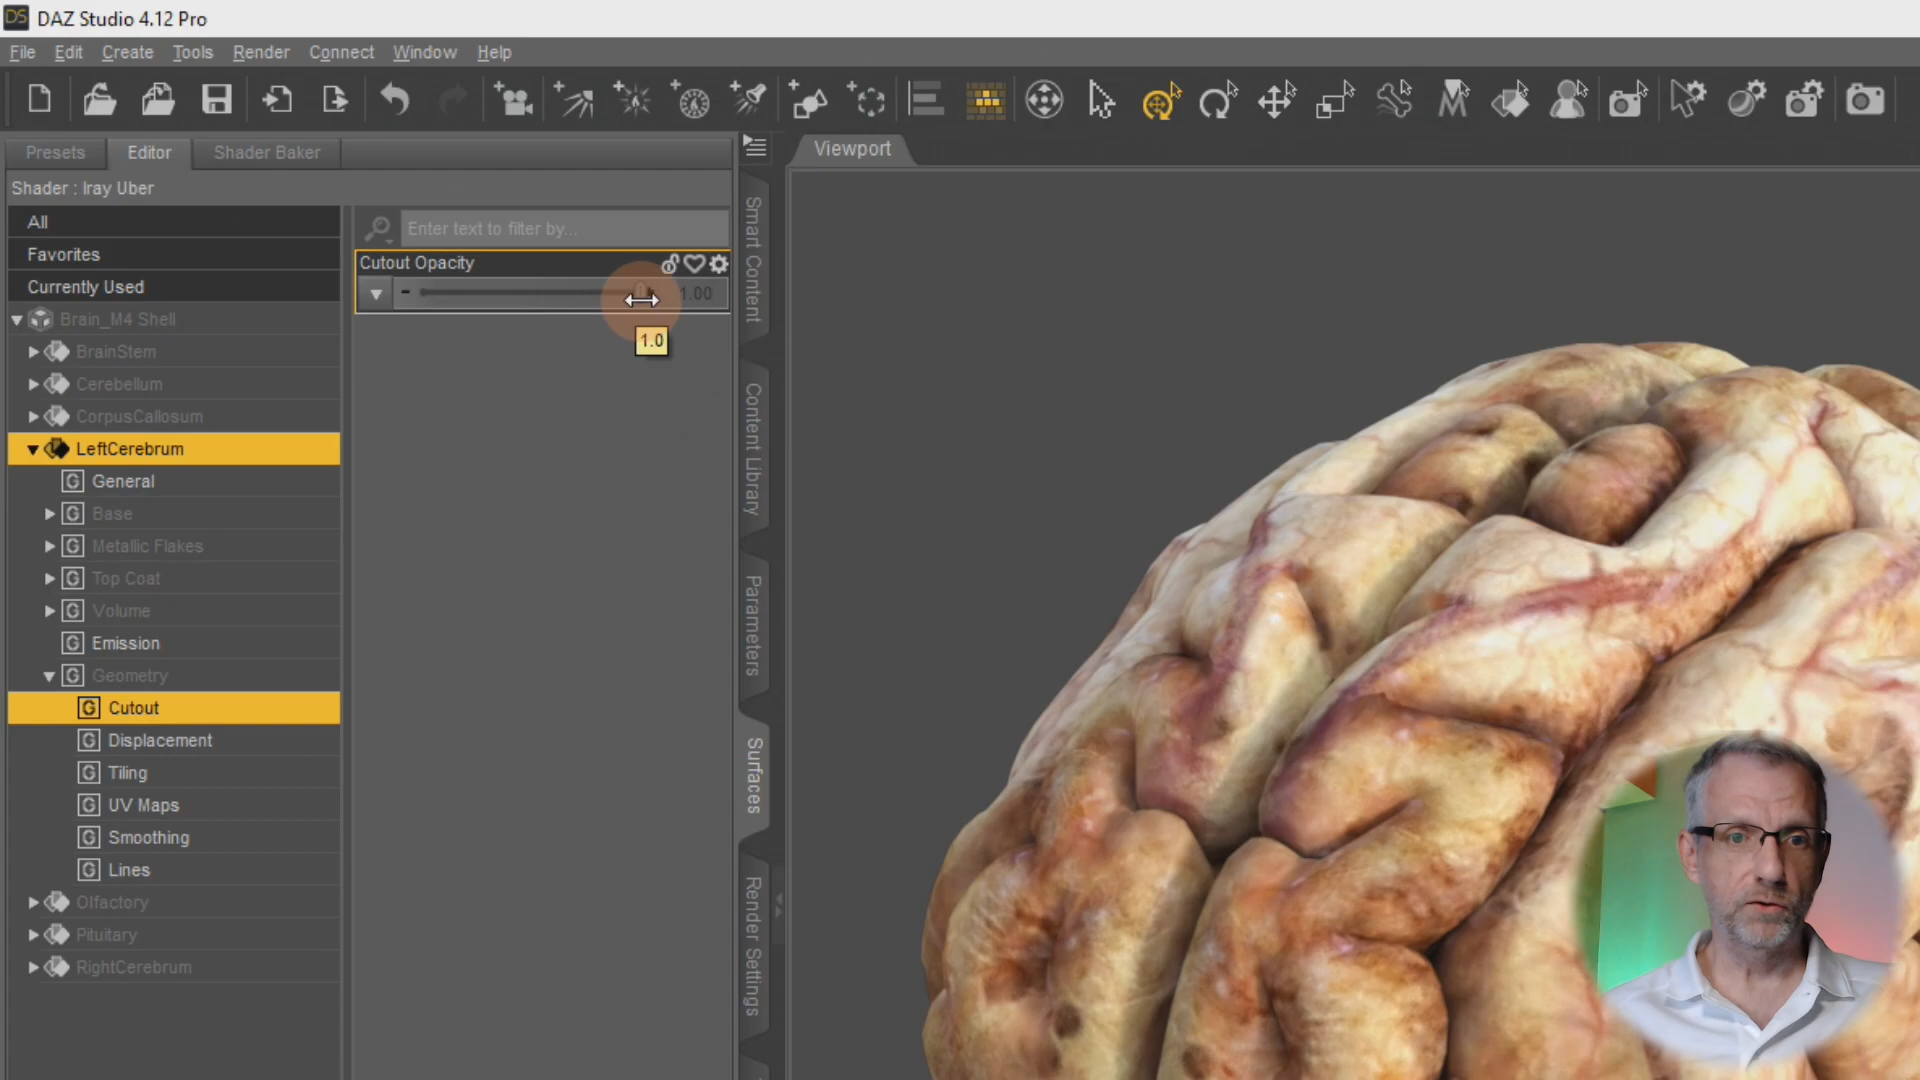 DS DAZ Studio 4.12 Pro
File Edit Create Tools Render Connect Window Help
Presets Editor Shader Baker
Viewport
Shader : Iray Uber
All
Enter text to filter by...
Favorites
Cutout Opacity
Currently Used
1.00
1.0
Brain_M4 Shell
BrainStem
Cerebellum
CorpusCallosum
LeftCerebrum
G General
G Base
G Metallic Flakes
G Top Coat
G Volume
G Emission
G Geometry
G Cutout
G Displacement
G Tiling
G UV Maps
G Smoothing
G Lines
Olfactory
Pituitary
RightCerebrum
Smart Content
Content Library
Parameters
Surfaces
Render Settings